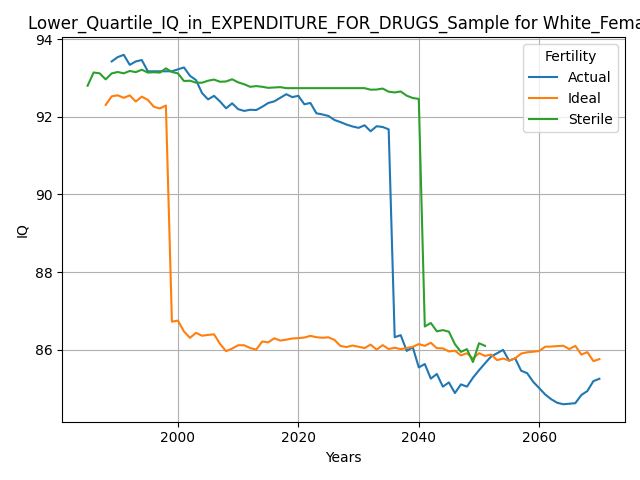 Lower_Quartile_IQ_in_EXPENDITURE_FOR_DRUGS_Sample for White_Fema
94
92
90
88
86
IQ
Fertility
Actual
Ideal
Sterile
2000
2020
2040
2060
Years